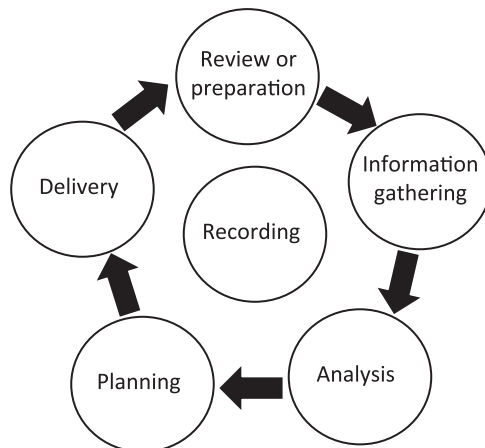 Review or
preparation
Information
gathering
Delivery
Recording
Analysis
Planning